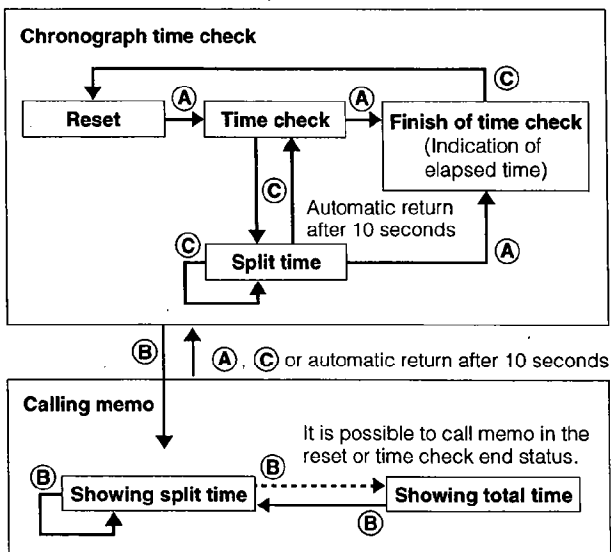 Chronograph time check
Ⓒ
Ⓐ
Ⓐ
Reset
Time check
Finish of time check
(Indication of
elapsed time)
Ⓒ
Automatic return
after 10 seconds
Ⓒ
Split time
Ⓐ
Ⓑ
Ⓐ, Ⓒ or automatic return after 10 seconds
Calling memo
It is possible to call memo in the
reset or time check end status.
Ⓑ
Ⓑ
Showing split time
Showing total time
Ⓑ